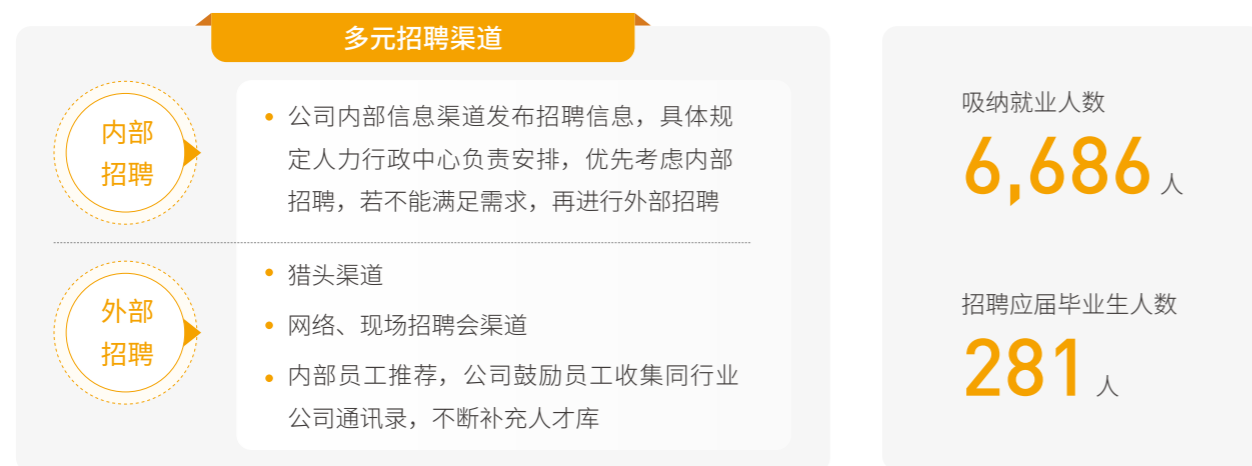 多元招聘渠道
内部
招聘
• 公司内部信息渠道发布招聘信息，具体规
定人力行政中心负责安排，优先考虑内部
招聘，若不能满足需求，再进行外部招聘
外部
招聘
• 猎头渠道
• 网络、现场招聘会渠道
• 内部员工推荐，公司鼓励员工收集同行业
公司通讯录，不断补充人才库
吸纳就业人数
6,686 人
招聘应届毕业生人数
281 人